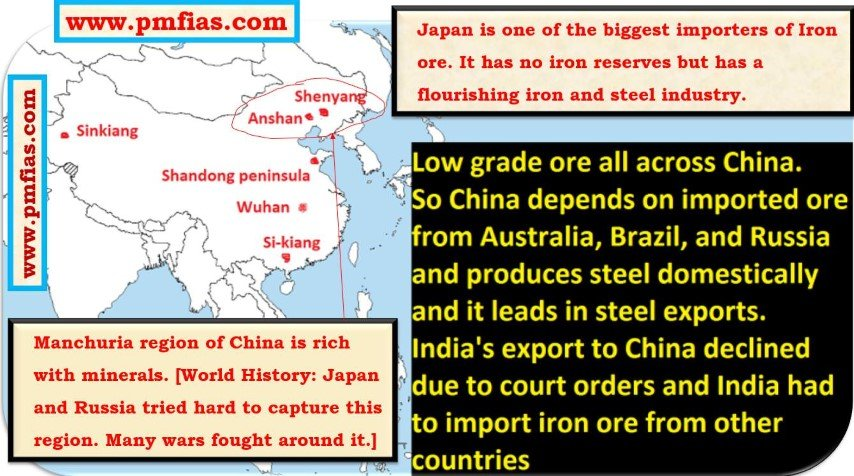 www.pmfias.com
Japan is one of the biggest importers of Iron
ore. It has no iron reserves but has a
flourishing iron and steel industry.
www.pmfias.com
Shenyang
Anshan
Sinkiang
Shandong peninsula
Wuhan
Si-kiang
Low grade ore all across China.
So China depends on imported ore
from Australia, Brazil, and Russia
and produces steel domestically
and it leads in steel exports.
India's export to China declined
due to court orders and India had
to import iron ore from other
countries
Manchuria region of China is rich
with minerals. [World History: Japan
and Russia tried hard to capture this
region. Many wars fought around it.]